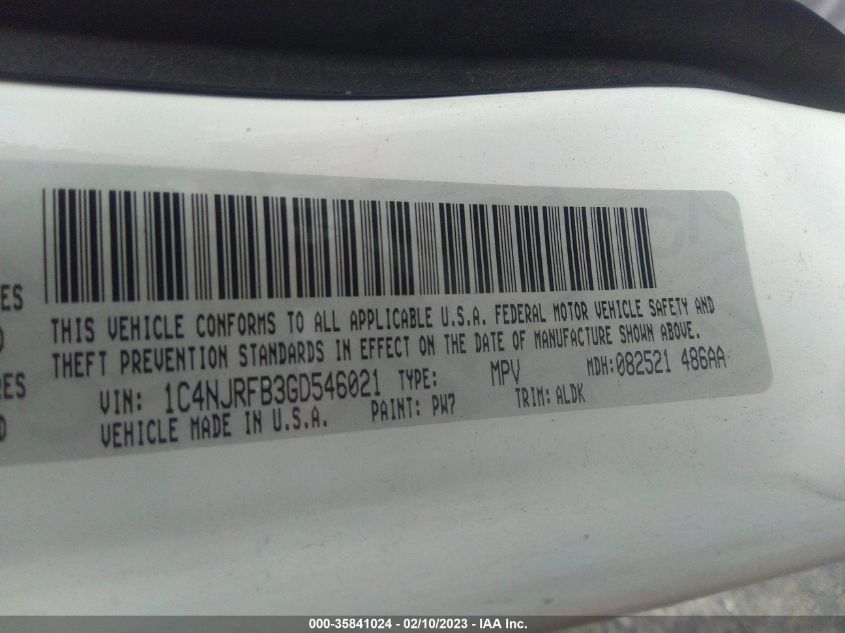 ES
THIS VEHICLE CONFORMS TO ALL APPLICABLE U.S.A. FEDERAL MOTOR VEHICLE SAFETY AND
THEFT PREVENTION STANDARDS IN EFFECT ON THE DATE OF MANUFACTURE SHOWN ABOVE.
RES
VIN: 1C4NJRFB3GD546021 TYPE: MPV MDH:082521 486AA
D
VEHICLE MADE IN U.S.A. PAINT: PW7 TRIM: ALDK
000-35841024 - 02/10/2023 - IAA Inc.